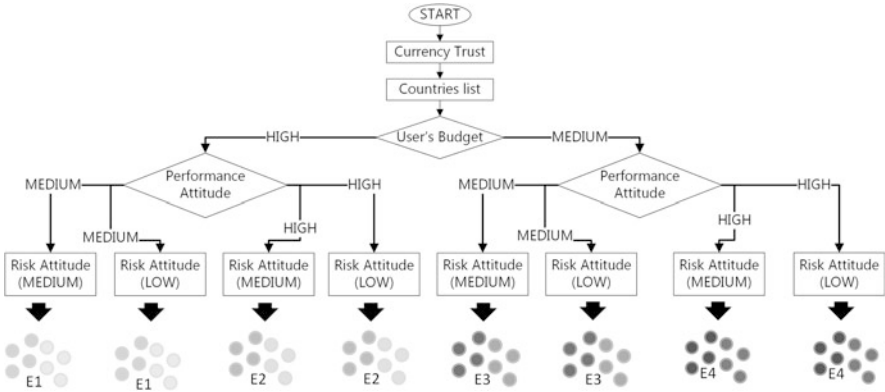 START
Currency Trust
Countries list
User's Budget
HIGH
MEDIUM
Performance
Attitude
Performance
Attitude
MEDIUM
HIGH
MEDIUM
HIGH
HIGH
HIGH
MEDIUM
MEDIUM
Risk Attitude
(MEDIUM)
Risk Attitude
(LOW)
Risk Attitude
(MEDIUM)
Risk Attitude
(LOW)
Risk Attitude
(MEDIUM)
Risk Attitude
(LOW)
Risk Attitude
(MEDIUM)
Risk Attitude
(LOW)
E1
E1
E2
E2
E3
E3
E4
E4